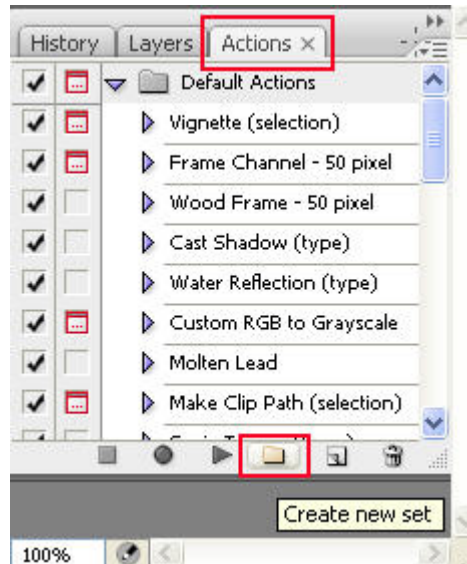 History Layers Actions ×
Default Actions
Vignette (selection)
Frame Channel - 50 pixel
Wood Frame - 50 pixel
Cast Shadow (type)
Water Reflection (type)
Custom RGB to Grayscale
Molten Lead
Make Clip Path (selection)
Create new set
100%